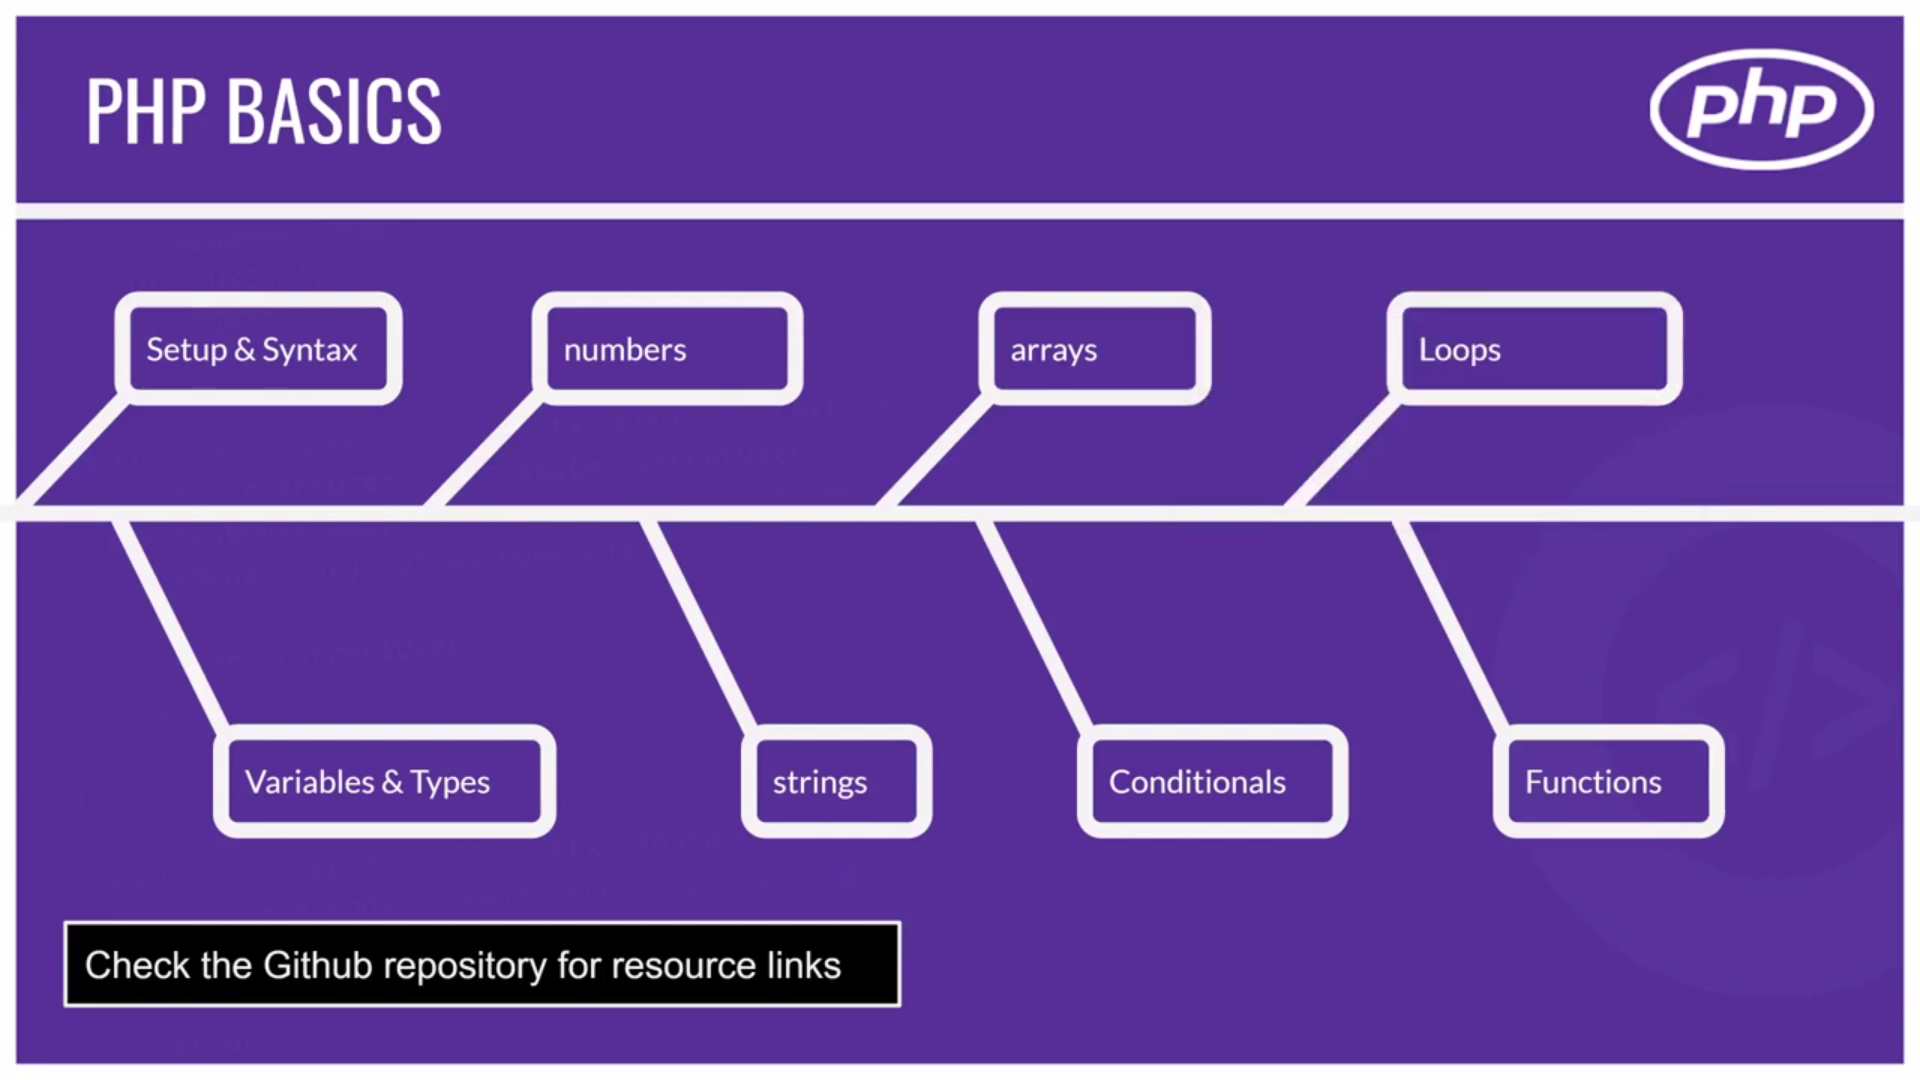 PHP BASICS
php
Setup & Syntax
numbers
arrays
Loops
Variables & Types
strings
Conditionals
Functions
</>
Check the Github repository for resource links